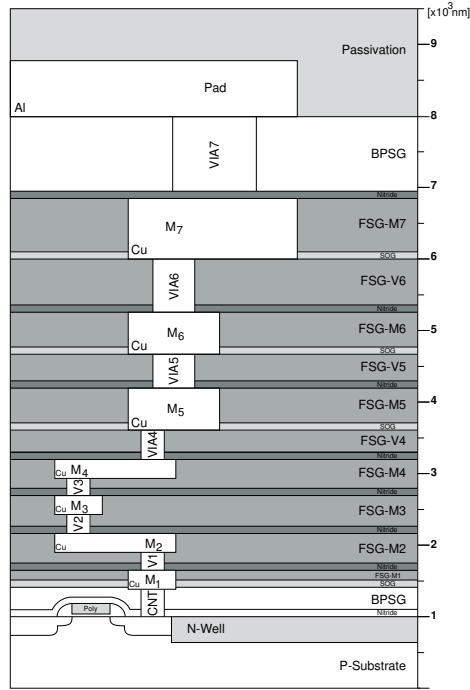 [x10³nm]
9
Passivation
Pad
Al
8
VIA7
BPSG
7
Nitride
M7
FSG-M7
Cu
SOG
6
VIA6
FSG-V6
Nitride
M6
FSG-M6
5
Cu
SOG
VIA5
FSG-V5
Nitride
M5
FSG-M5
4
Cu
SOG
VIA4
FSG-V4
Nitride
Cu M4
FSG-M4
3
V3
Nitride
Cu M3
FSG-M3
V2
Nitride
Cu M2
FSG-M2
2
V1
Nitride
Cu M1
FSG-M1
SOG
CNT
BPSG
Poly
Nitride
1
N-Well
P-Substrate